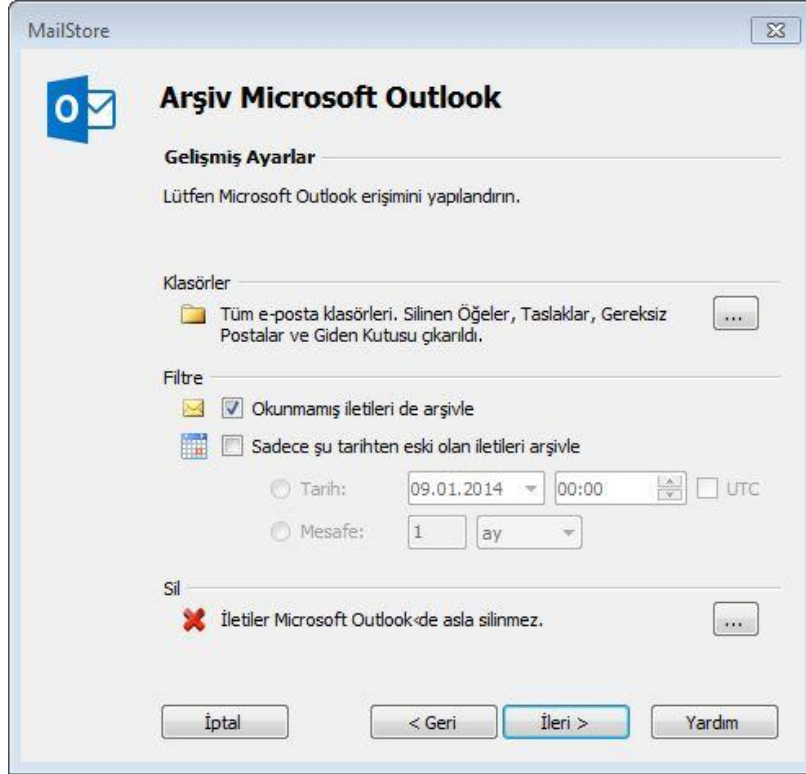 MailStore
Arşiv Microsoft Outlook
Gelişmiş Ayarlar
Lütfen Microsoft Outlook erişimini yapılandırın.
Klasörler
Tüm e-posta klasörleri. Silinen Öğeler, Taslaklar, Gereksiz
Postalar ve Giden Kutusu çıkarıldı.
...
Filtre
Okunmamış iletileri de arşivle
Sadece şu tarihten eski olan iletileri arşivle
Tarih: 09.01.2014 00:00 UTC
Mesafe: 1 ay
Sil
İletiler Microsoft Outlook‹de asla silinmez.
...
İptal < Geri İleri > Yardım